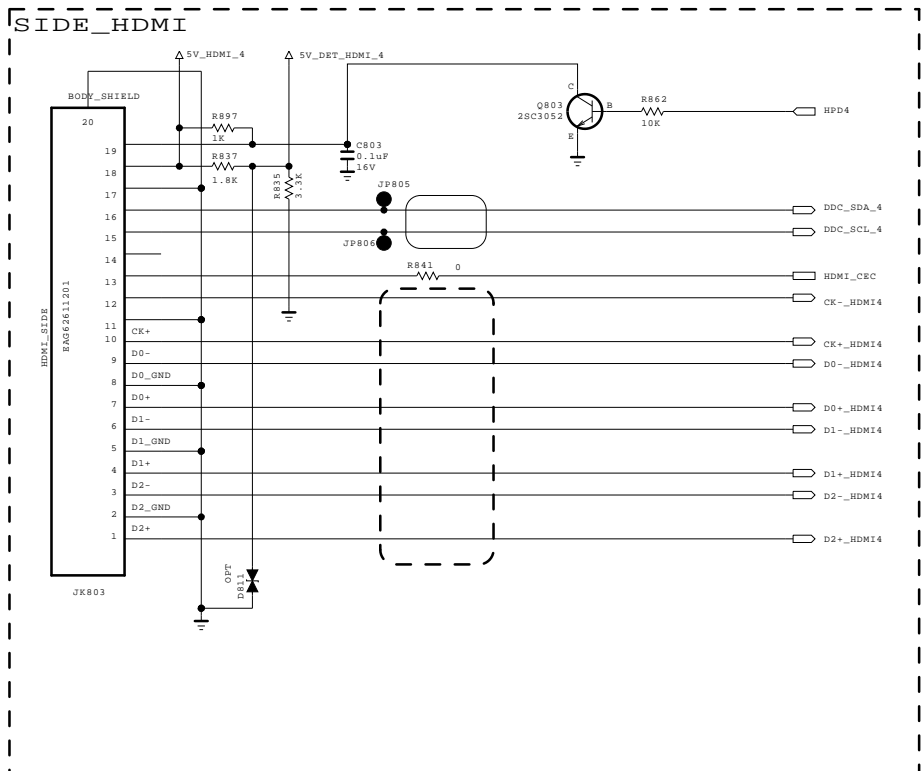 SIDE_HDMI
5V_HDMI_4
5V_DET_HDMI_4
C
BODY_SHIELD
Q803
2SC3052
B
R862
10K
HPD4
20
R897
1K
E
19
C803
0.1uF
16V
R837
1.8K
18
R835
3.3K
JP805
17
DDC_SDA_4
16
JP806
DDC_SCL_4
15
14
R841
0
HDMI_CEC
13
CK-_HDMI4
12
HDMI_SIDE
EAG62611201
11
CK+
10
CK+_HDMI4
D0-
9
D0-_HDMI4
D0_GND
8
D0+
7
D0+_HDMI4
D1-
6
D1-_HDMI4
D1_GND
5
D1+
4
D1+_HDMI4
D2-
3
D2-_HDMI4
D2_GND
2
D2+
1
D2+_HDMI4
OPT
D811
JK803